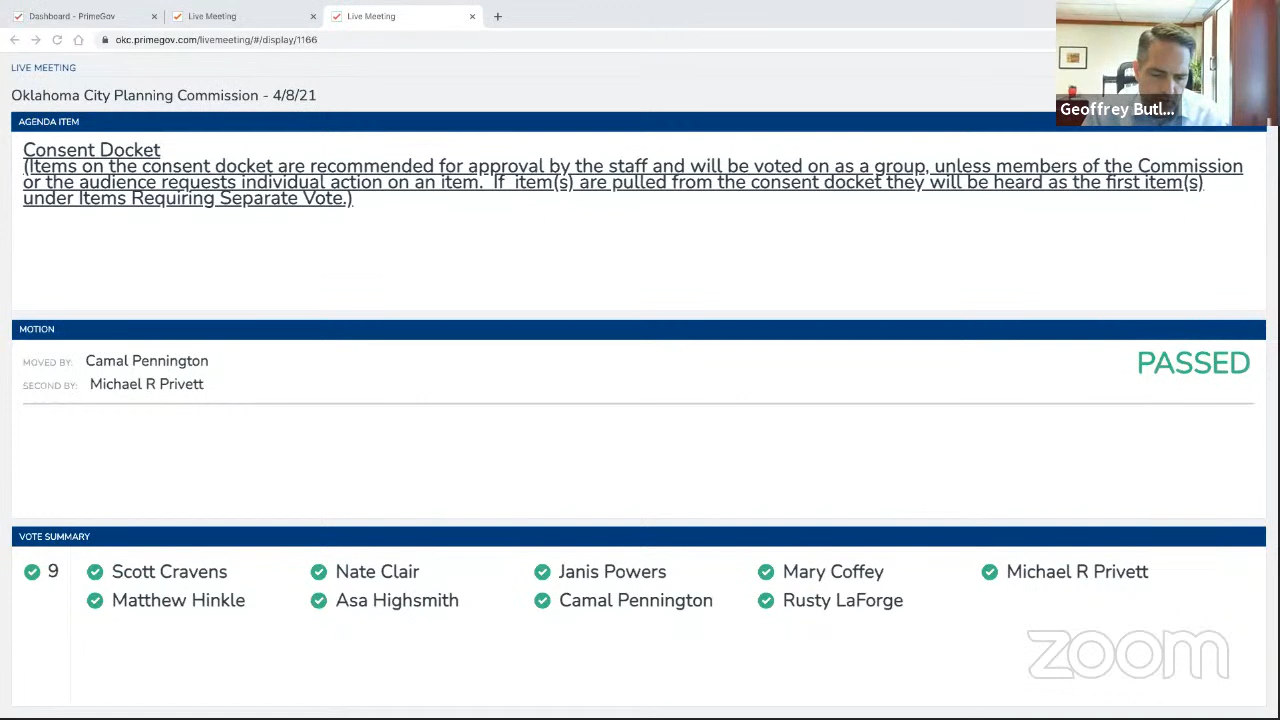 Dashboard - PrimeGov
Live Meeting
Live Meeting
okc.primegov.com/livemeeting/#/display/1166
LIVE MEETING
Oklahoma City Planning Commission - 4/8/21
Geoffrey Butl...
AGENDA ITEM
Consent Docket
(Items on the consent docket are recommended for approval by the staff and will be voted on as a group, unless members of the Commission
or the audience requests individual action on an item.  If  item(s) are pulled from the consent docket they will be heard as the first item(s)
under Items Requiring Separate Vote.)
MOTION
MOVED BY: Camal Pennington
PASSED
SECOND BY: Michael R Privett
VOTE SUMMARY
9 Scott Cravens Nate Clair Janis Powers Mary Coffey Michael R Privett
Matthew Hinkle Asa Highsmith Camal Pennington Rusty LaForge
zoom